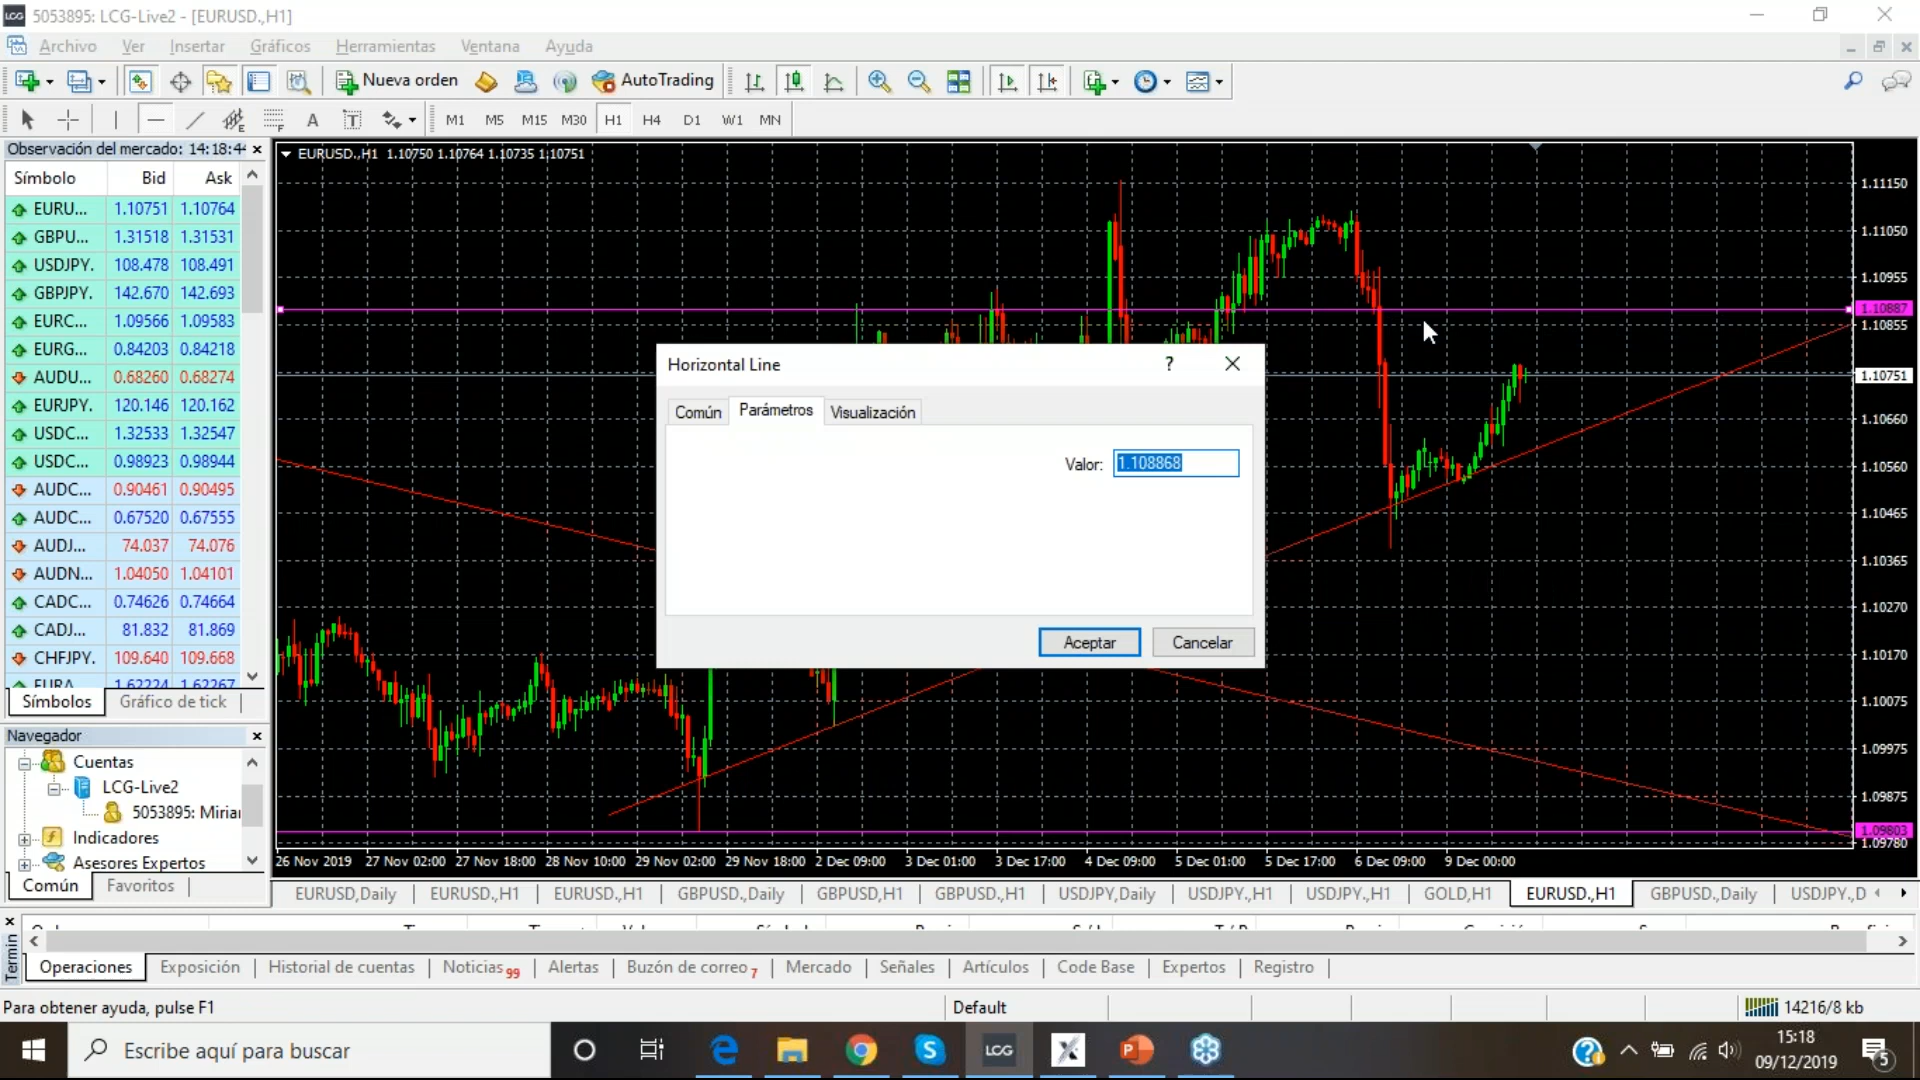 LCG 5053895: LCG-Live2 - [EURUSD.,H1]
Archivo Ver Insertar Gráficos Herramientas Ventana Ayuda
Nueva orden AutoTrading
A T M1 M5 M15 M30 H1 H4 D1 W1 MN
Observación del mercado: 14:18:44
Símbolo Bid Ask
EURU... 1.10751 1.10764
GBPU... 1.31518 1.31531
USDJPY. 108.478 108.491
GBPJPY. 142.670 142.693
EURC... 1.09566 1.09583
EURG... 0.84203 0.84218
AUDU... 0.68260 0.68274
EURJPY. 120.146 120.162
USDC... 1.32533 1.32547
USDC... 0.98923 0.98944
AUDC... 0.90461 0.90495
AUDC... 0.67520 0.67555
AUDJ... 74.037 74.076
AUDN... 1.04050 1.04101
CADC... 0.74626 0.74664
CADJ... 81.832 81.869
CHFJPY. 109.640 109.668
EURA 1.62224 1.62267
Símbolos Gráfico de tick
Navegador
Cuentas
LCG-Live2
5053895: Mirian
Indicadores
Asesores Expertos
Común Favoritos
EURUSD.,H1 1.10750 1.10764 1.10735 1.10751
1.11150
1.11050
1.10955
1.10887
1.10855
1.10751
1.10660
1.10560
1.10465
1.10365
1.10270
1.10170
1.10075
1.09975
1.09875
1.09803
1.09780
Horizontal Line ?
Común Parámetros Visualización
Valor: 1.108868
Aceptar Cancelar
26 Nov 2019 27 Nov 02:00 27 Nov 18:00 28 Nov 10:00 29 Nov 02:00 29 Nov 18:00 2 Dec 09:00 3 Dec 01:00 3 Dec 17:00 4 Dec 09:00 5 Dec 01:00 5 Dec 17:00 6 Dec 09:00 9 Dec 00:00
EURUSD,Daily EURUSD.,H1 EURUSD.,H1 GBPUSD.,Daily GBPUSD,H1 GBPUSD.,H1 USDJPY,Daily USDJPY.,H1 USDJPY.,H1 GOLD,H1 EURUSD.,H1 GBPUSD.,Daily USDJPY.,D
Termin
Operaciones Exposición Historial de cuentas Noticias 99 Alertas Buzón de correo 7 Mercado Señales Artículos Code Base Expertos Registro
Para obtener ayuda, pulse F1 Default 14216/8 kb
Escribe aquí para buscar LCG
15:18
09/12/2019
5